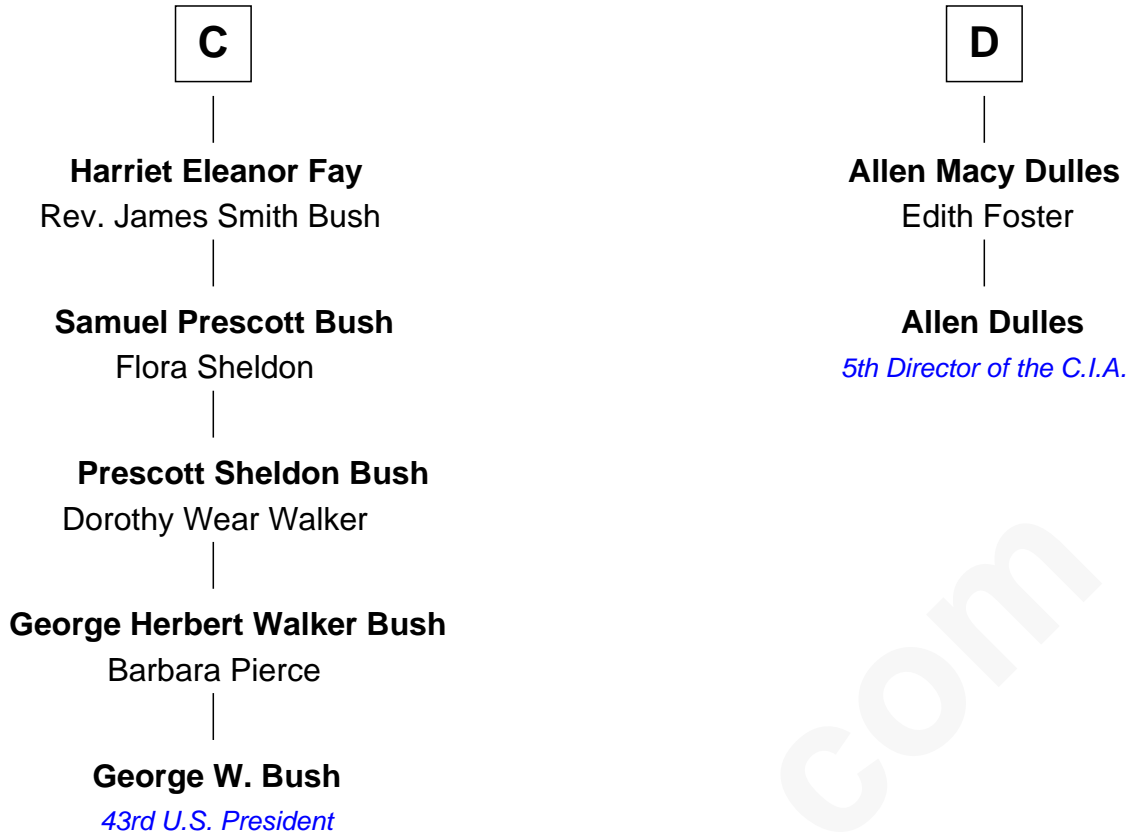 C
Harriet Eleanor Fay
Rev. James Smith Bush
Samuel Prescott Bush
Flora Sheldon
Prescott Sheldon Bush
Dorothy Wear Walker
George Herbert Walker Bush
Barbara Pierce
George W. Bush
43rd U.S. President
D
Allen Macy Dulles
Edith Foster
Allen Dulles
5th Director of the C.I.A.
com